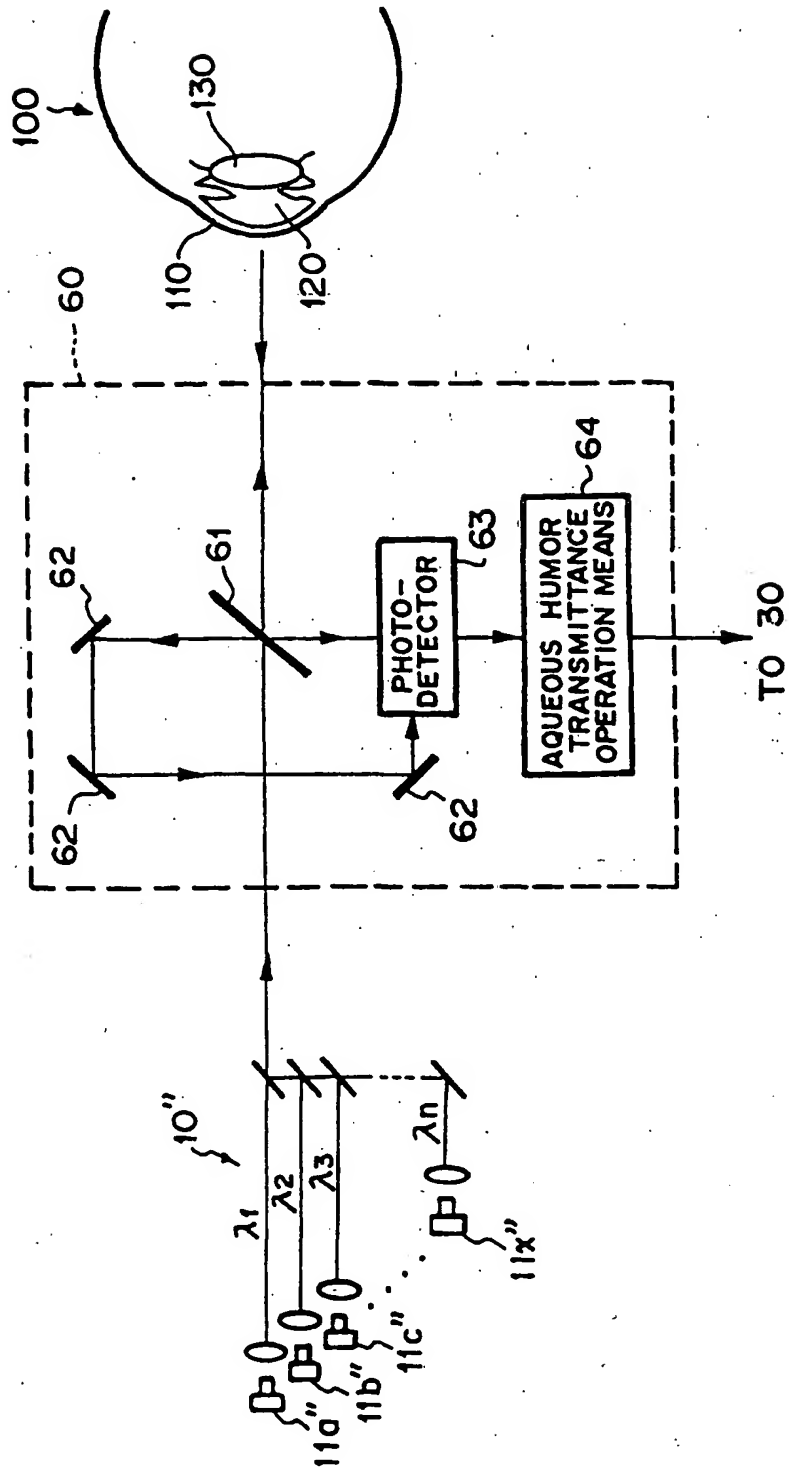 100
130
110
120
60
62
62
61
PHOTO-
DETECTOR
63
62
AQUEOUS HUMOR
TRANSMITTANCE
OPERATION MEANS
64
TO 30
10"
λ1
λ2
λ3
λn
11a"
11b"
11c"
11x"